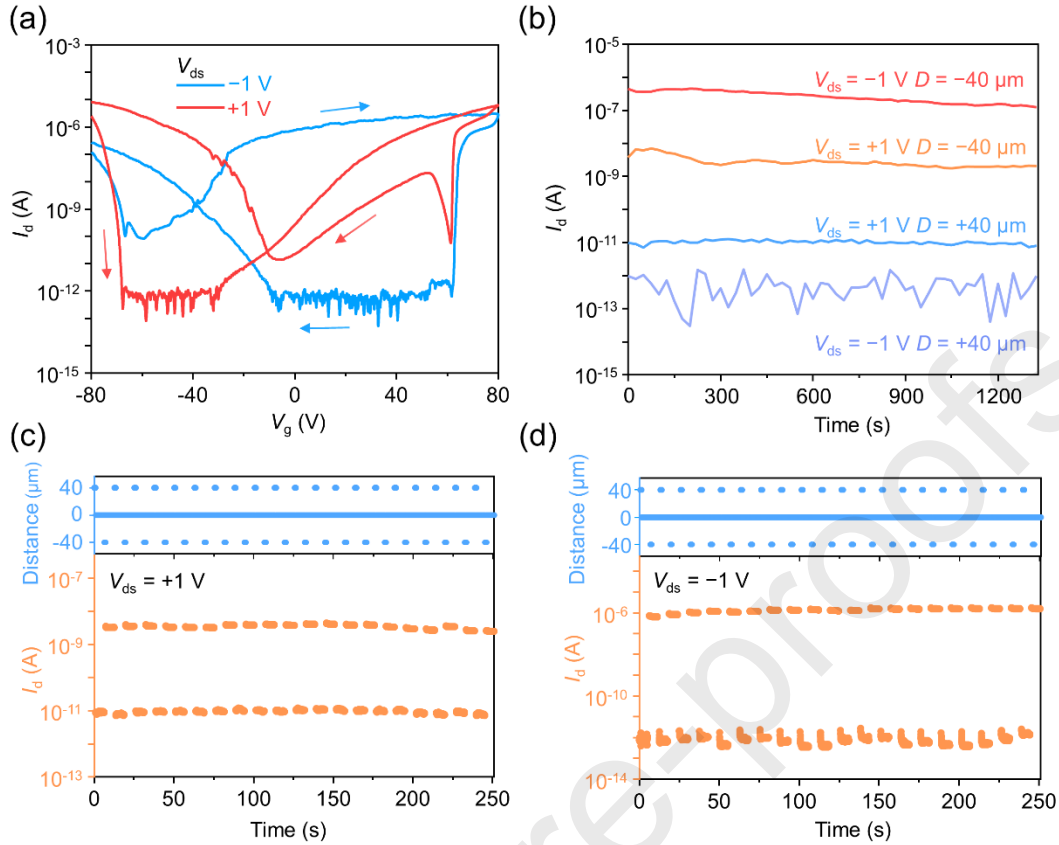 (a)
10⁻³
10⁻⁶
10⁻⁹
10⁻¹²
10⁻¹⁵
I_d (A)
V_ds
−1 V
+1 V
-80
-40
0
40
80
V_g (V)
(b)
10⁻⁵
10⁻⁷
10⁻⁹
10⁻¹¹
10⁻¹³
10⁻¹⁵
I_d (A)
V_ds = −1 V D = −40 μm
V_ds = +1 V D = −40 μm
V_ds = +1 V D = +40 μm
V_ds = −1 V D = +40 μm
0
300
600
900
1200
Time (s)
(c)
Distance (μm)
40
0
-40
V_ds = +1 V
10⁻⁷
10⁻⁹
10⁻¹¹
10⁻¹³
I_d (A)
0
50
100
150
200
250
Time (s)
(d)
Distance (μm)
40
0
-40
V_ds = −1 V
10⁻⁶
10⁻¹⁰
10⁻¹⁴
I_d (A)
0
50
100
150
200
250
Time (s)
re-proofs